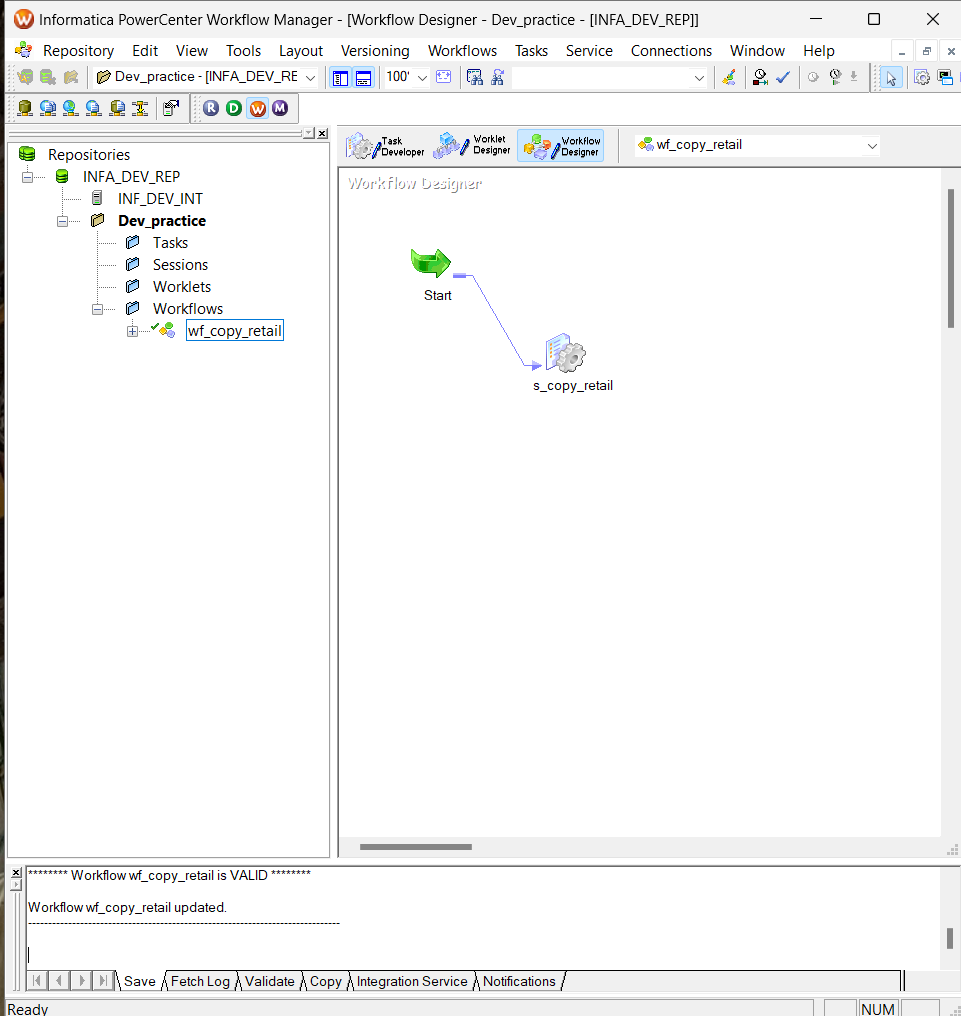 Informatica PowerCenter Workflow Manager - [Workflow Designer - Dev_practice - [INFA_DEV_REP]]
Repository Edit View Tools Layout Versioning Workflows Tasks Service Connections Window Help
Dev_practice - [INFA_DEV_RE 100'
R D W M
Task Developer
Worklet Designer
Workflow Designer
wf_copy_retail
Repositories
INFA_DEV_REP
INF_DEV_INT
Dev_practice
Tasks
Sessions
Worklets
Workflows
wf_copy_retail
Workflow Designer
Start
s_copy_retail
******** Workflow wf_copy_retail is VALID ********
Workflow wf_copy_retail updated.
------------------------------------------------------------------------------
Save Fetch Log Validate Copy Integration Service Notifications
Ready NUM